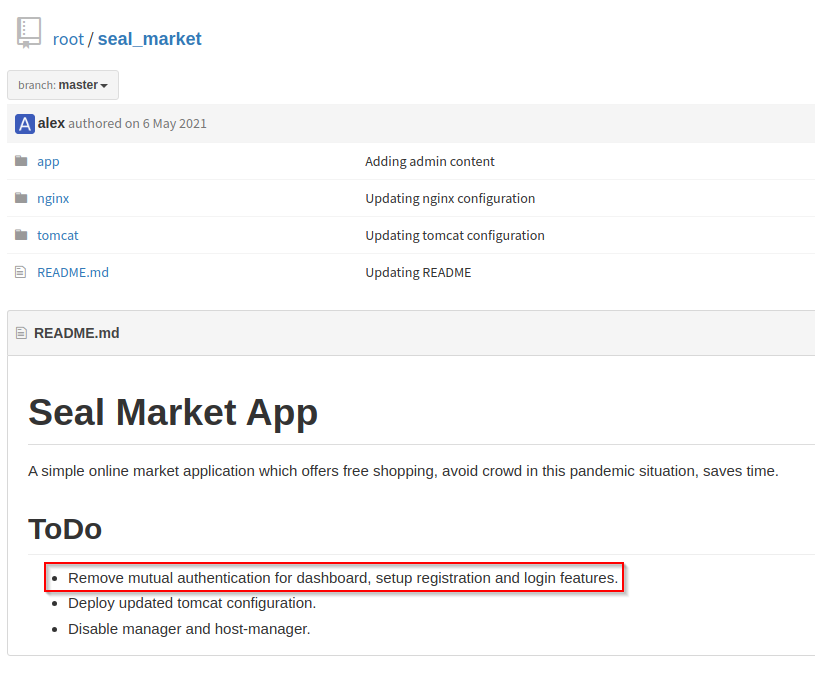 root / seal_market
branch: master
A alex authored on 6 May 2021
app Adding admin content
nginx Updating nginx configuration
tomcat Updating tomcat configuration
README.md Updating README
README.md
Seal Market App
A simple online market application which offers free shopping, avoid crowd in this pandemic situation, saves time.
ToDo
• Remove mutual authentication for dashboard, setup registration and login features.
• Deploy updated tomcat configuration.
• Disable manager and host-manager.